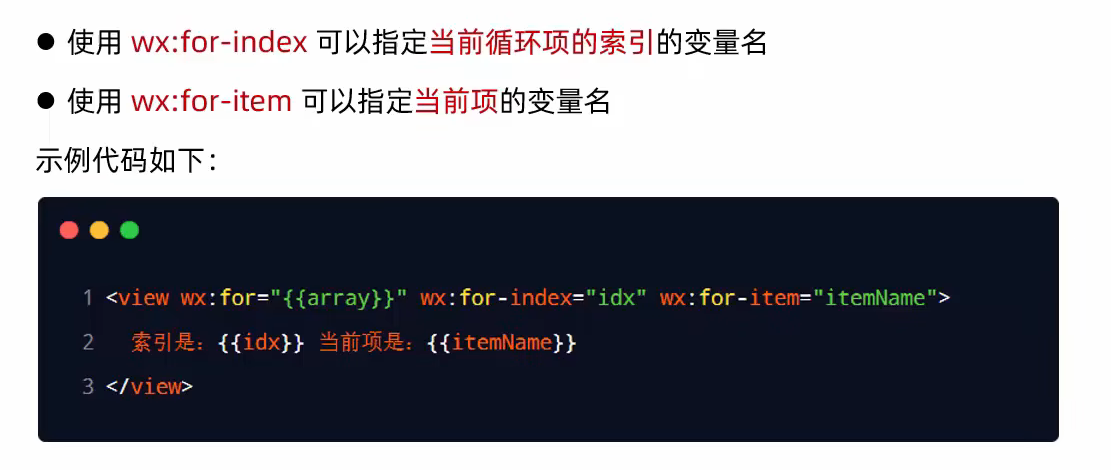 ● 使用 wx:for-index 可以指定当前循环项的索引的变量名
● 使用 wx:for-item 可以指定当前项的变量名
示例代码如下：
1 <view wx:for="{{array}}" wx:for-index="idx" wx:for-item="itemName">
2   索引是：{{idx}} 当前项是：{{itemName}}
3 </view>